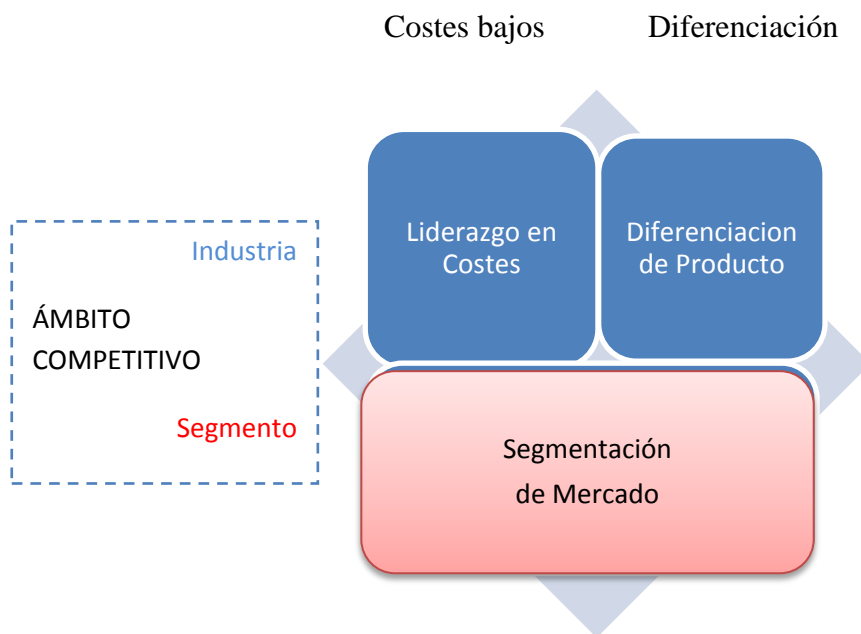 Costes bajos
Diferenciación
Liderazgo en
Costes
Diferenciacion
de Producto
Industria
ÁMBITO
COMPETITIVO
Segmento
Segmentación
de Mercado